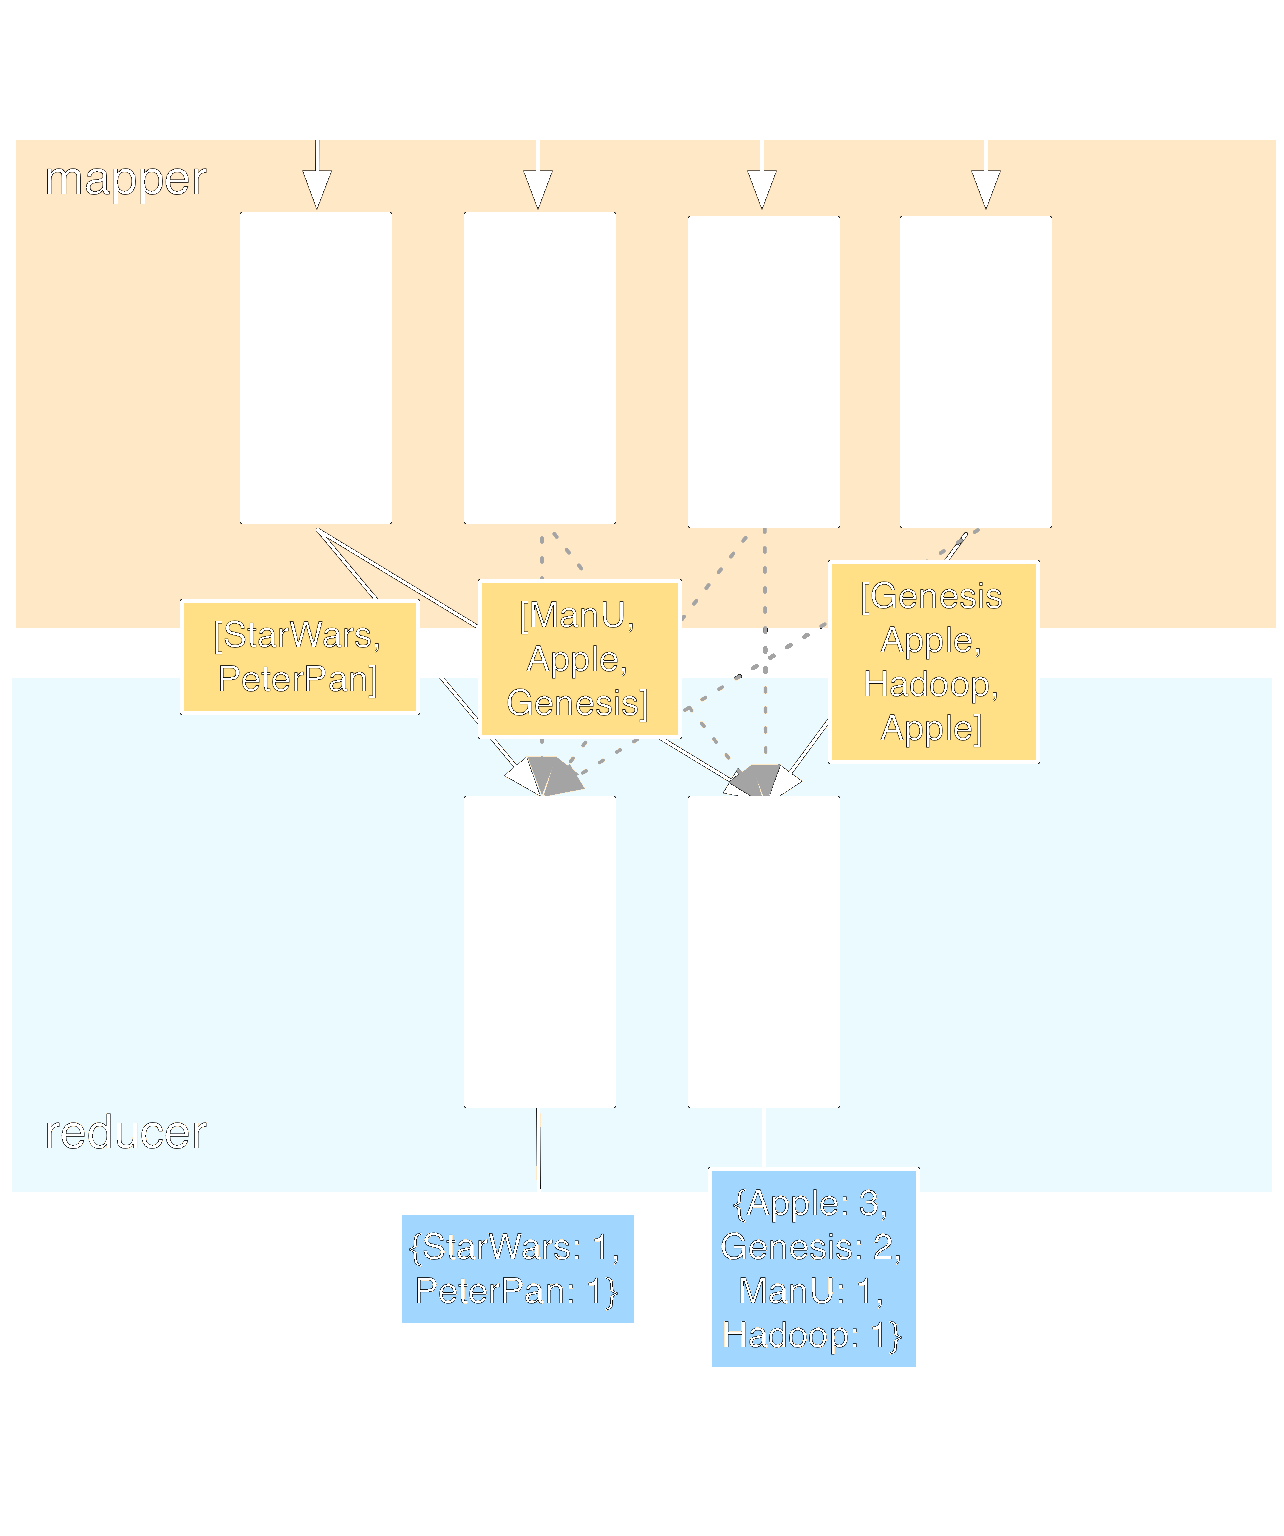 mapper
[StarWars,
PeterPan]
[ManU,
Apple,
Genesis]
[Genesis
Apple,
Hadoop,
Apple]
reducer
{StarWars: 1,
PeterPan: 1}
{Apple: 3,
Genesis: 2,
ManU: 1,
Hadoop: 1}